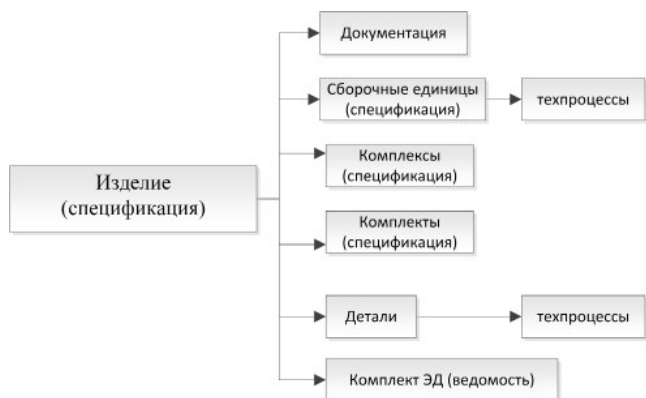 Документация
Сборочные единицы
(спецификация)
техпроцессы
Комплексы
(спецификация)
Изделие
(спецификация)
Комплекты
(спецификация)
Детали
техпроцессы
Комплект ЭД (ведомость)